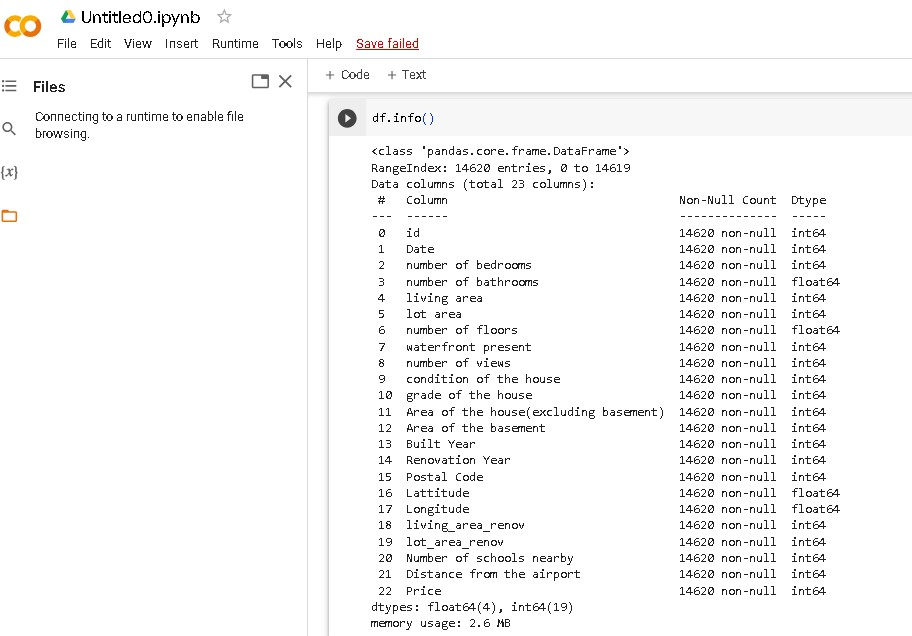 Untitled0.ipynb
File Edit View Insert Runtime Tools Help Save failed
Files
Connecting to a runtime to enable file
browsing.
{x}
+ Code + Text
df.info()
<class 'pandas.core.frame.DataFrame'>
RangeIndex: 14620 entries, 0 to 14619
Data columns (total 23 columns):
# Column Non-Null Count Dtype
--- ------ -------------- -----
0 id 14620 non-null int64
1 Date 14620 non-null int64
2 number of bedrooms 14620 non-null int64
3 number of bathrooms 14620 non-null float64
4 living area 14620 non-null int64
5 lot area 14620 non-null int64
6 number of floors 14620 non-null float64
7 waterfront present 14620 non-null int64
8 number of views 14620 non-null int64
9 condition of the house 14620 non-null int64
10 grade of the house 14620 non-null int64
11 Area of the house(excluding basement) 14620 non-null int64
12 Area of the basement 14620 non-null int64
13 Built Year 14620 non-null int64
14 Renovation Year 14620 non-null int64
15 Postal Code 14620 non-null int64
16 Lattitude 14620 non-null float64
17 Longitude 14620 non-null float64
18 living_area_renov 14620 non-null int64
19 lot_area_renov 14620 non-null int64
20 Number of schools nearby 14620 non-null int64
21 Distance from the airport 14620 non-null int64
22 Price 14620 non-null int64
dtypes: float64(4), int64(19)
memory usage: 2.6 MB